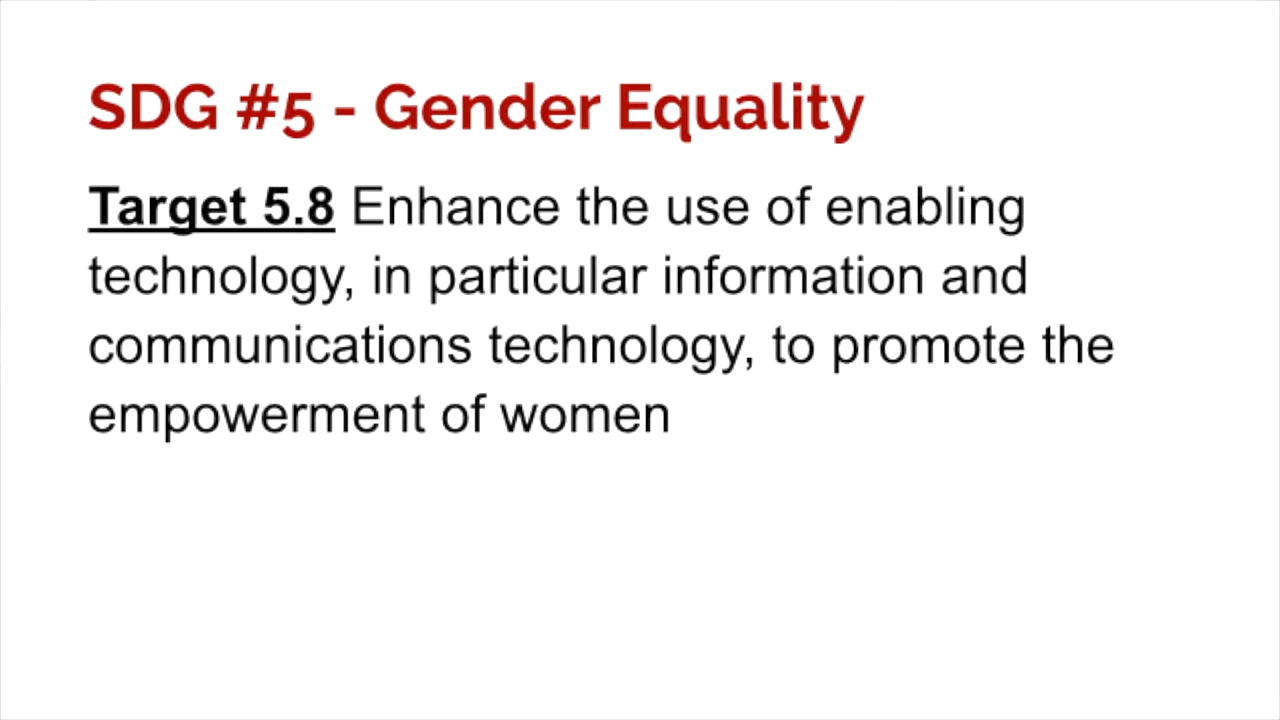 SDG #5 - Gender Equality
Target 5.8 Enhance the use of enabling
technology, in particular information and
communications technology, to promote the
empowerment of women